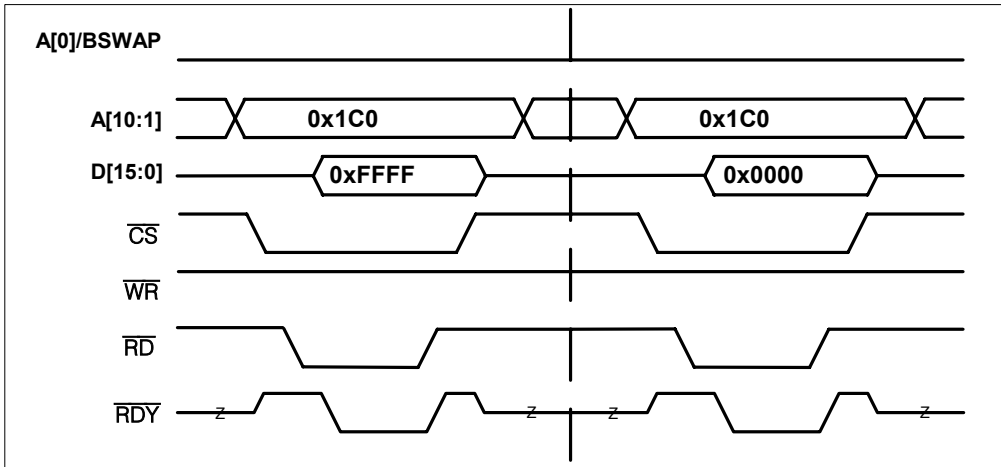 A[0]/BSWAP
A[10:1] 0x1C0 0x1C0
D[15:0] 0xFFFF 0x0000
CS
WR
RD
RDY Z Z Z Z